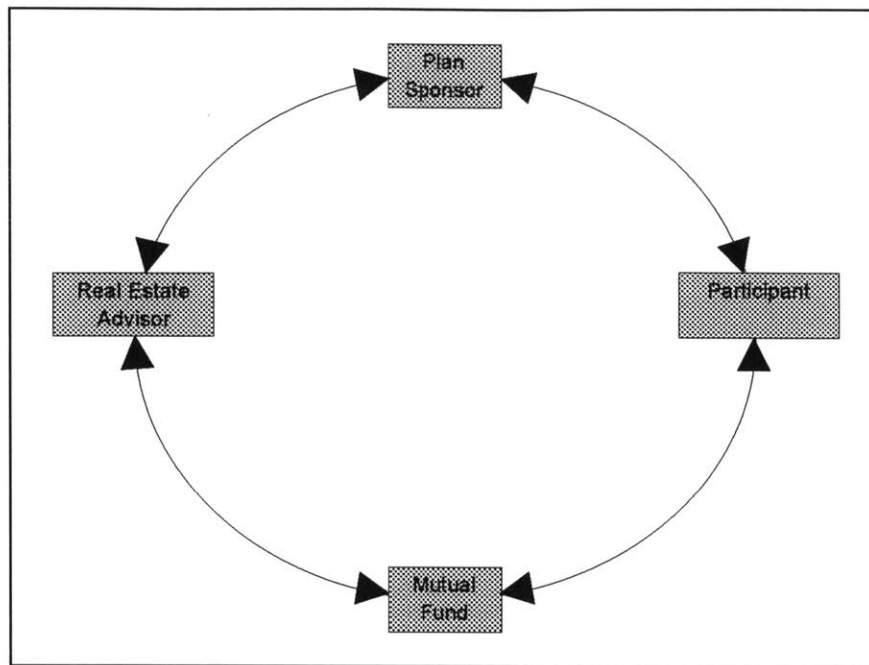 Plan
Sponsor
Real Estate
Advisor
Participant
Mutual
Fund